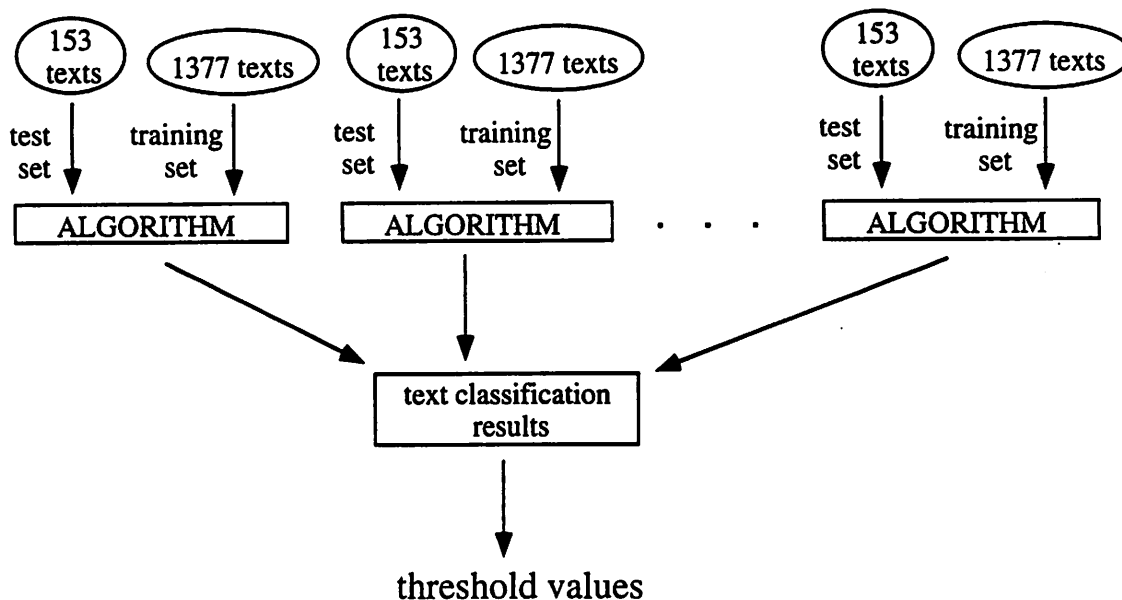 153
texts
1377 texts
test
set
training
set
ALGORITHM
153
texts
1377 texts
test
set
training
set
ALGORITHM
. . .
153
texts
1377 texts
test
set
training
set
ALGORITHM
text classification
results
threshold values